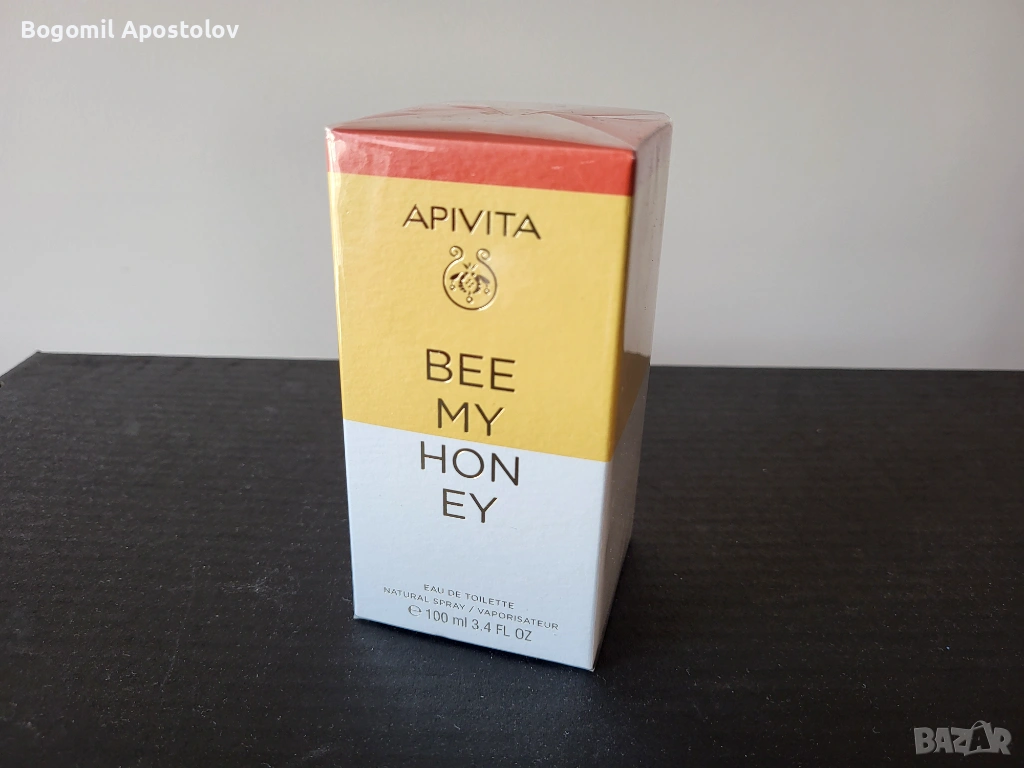 Bogomil Apostolov
APIVITA
BEE
MY
HON
EY
EAU DE TOILETTE
NATURAL SPRAY / VAPORISATEUR
℮ 100 ml 3.4 FL OZ
BAZAR